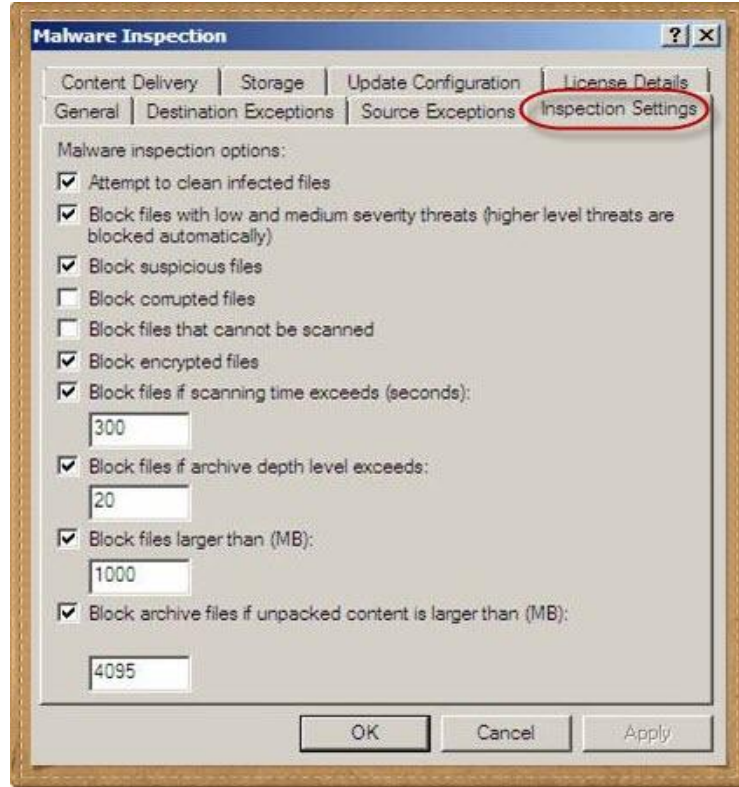 Malware Inspection
Content Delivery Storage Update Configuration License Details
General Destination Exceptions Source Exceptions Inspection Settings
Malware inspection options:
Attempt to clean infected files
Block files with low and medium severity threats (higher level threats are
blocked automatically)
Block suspicious files
Block corrupted files
Block files that cannot be scanned
Block encrypted files
Block files if scanning time exceeds (seconds):
300
Block files if archive depth level exceeds:
20
Block files larger than (MB):
1000
Block archive files if unpacked content is larger than (MB):
4095
OK Cancel Apply